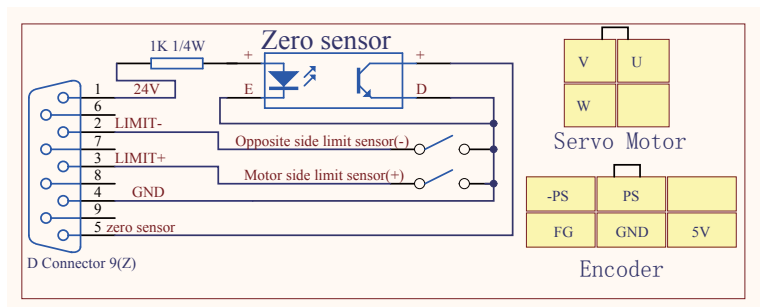 1K 1/4W
Zero sensor
+
+
E
D
1
24V
6
2
LIMIT-
Opposite side limit sensor(-)
7
3
LIMIT+
Motor side limit sensor(+)
8
4
GND
9
5
zero sensor
D Connector 9(Z)
V
U
W
Servo Motor
-PS
PS
FG
GND
5V
Encoder